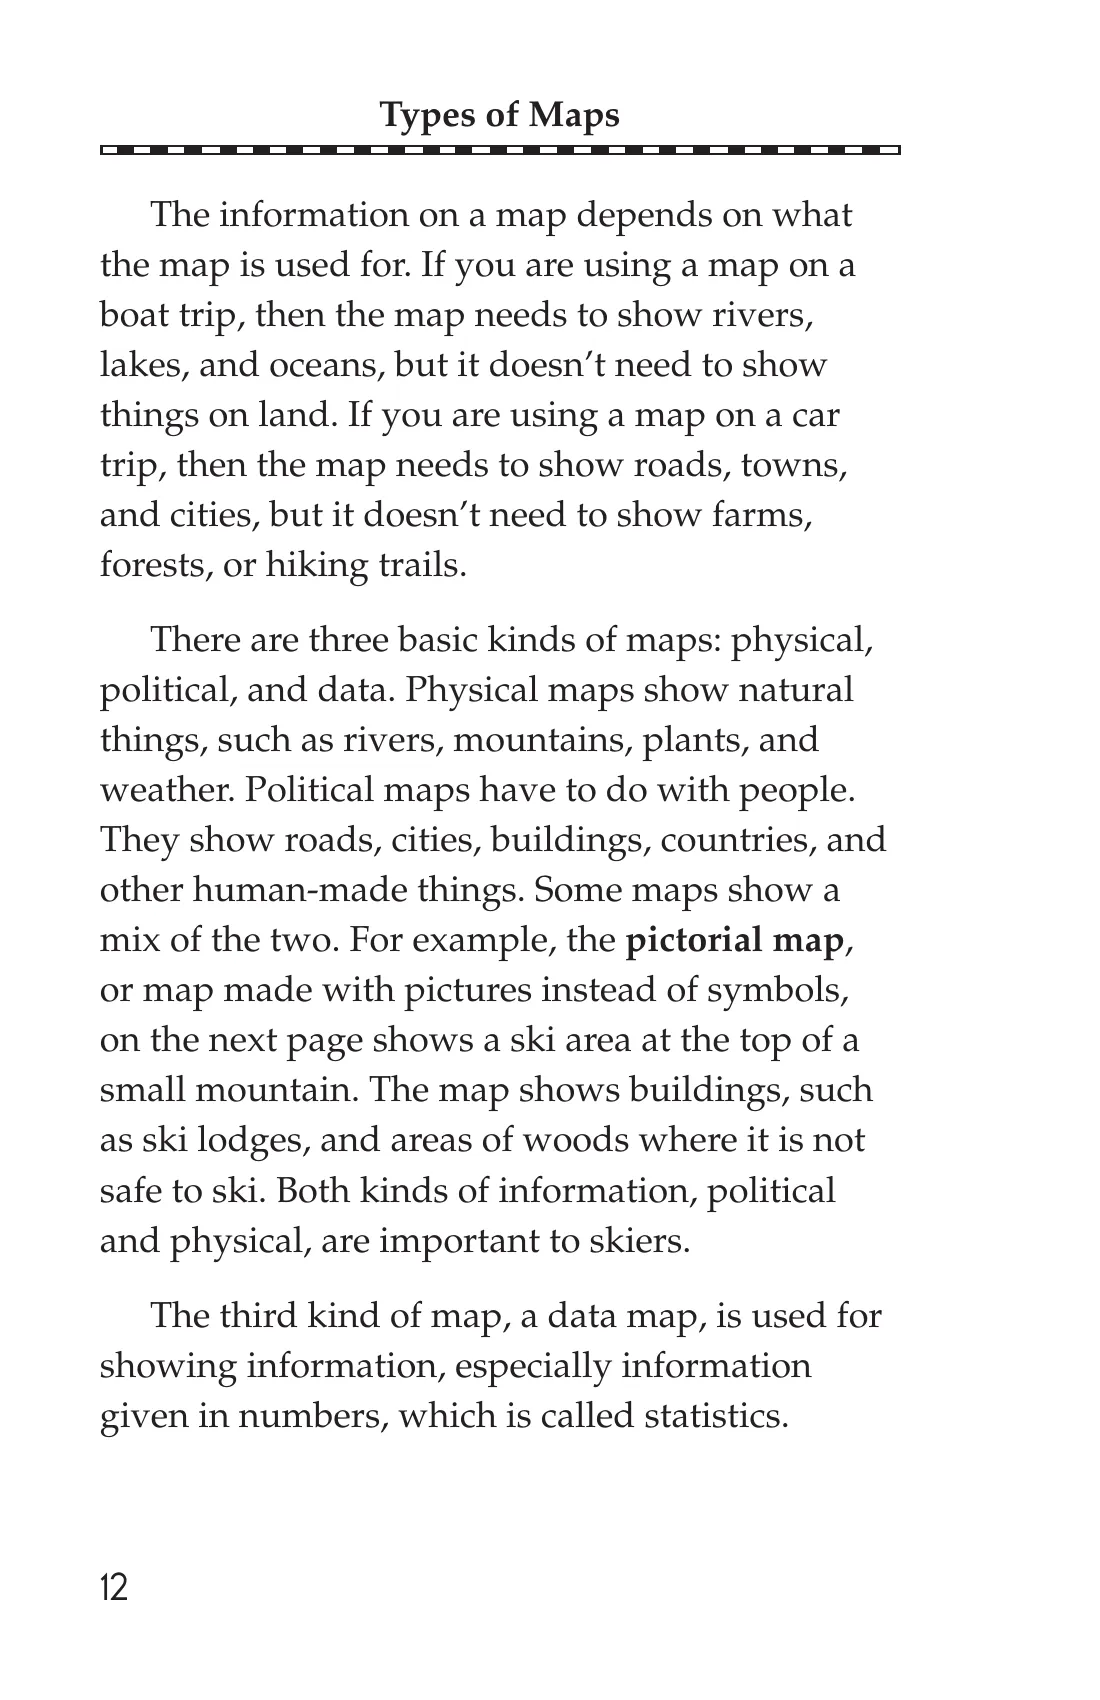 Types of Maps
The information on a map depends on what
the map is used for. If you are using a map on a
boat trip, then the map needs to show rivers,
lakes, and oceans, but it doesn’t need to show
things on land. If you are using a map on a car
trip, then the map needs to show roads, towns,
and cities, but it doesn’t need to show farms,
forests, or hiking trails.
There are three basic kinds of maps: physical,
political, and data. Physical maps show natural
things, such as rivers, mountains, plants, and
weather. Political maps have to do with people.
They show roads, cities, buildings, countries, and
other human-made things. Some maps show a
mix of the two. For example, the pictorial map,
or map made with pictures instead of symbols,
on the next page shows a ski area at the top of a
small mountain. The map shows buildings, such
as ski lodges, and areas of woods where it is not
safe to ski. Both kinds of information, political
and physical, are important to skiers.
The third kind of map, a data map, is used for
showing information, especially information
given in numbers, which is called statistics.
12